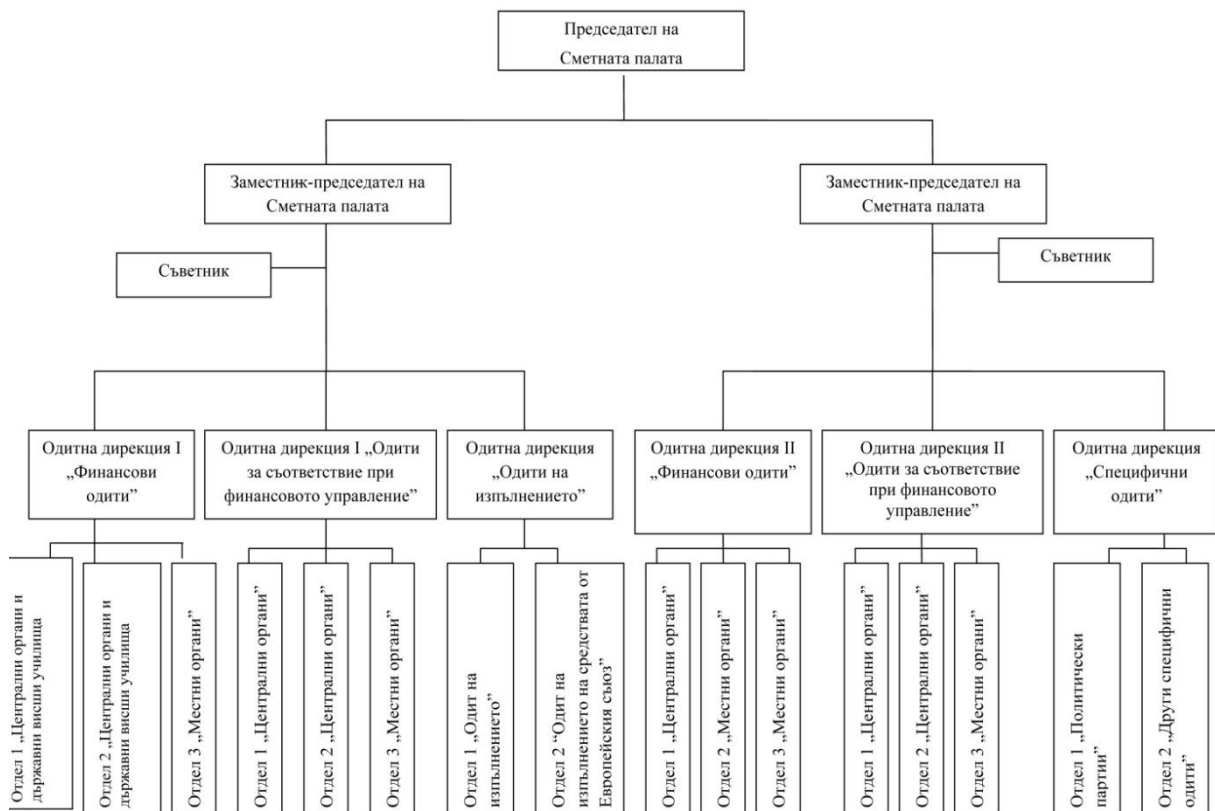 Председател на
Сметната палата
Заместник-председател на
Сметната палата
Заместник-председател на
Сметната палата
Съветник
Съветник
Одитна дирекция I
„Финансови
одити”
Одитна дирекция I „Одити
за съответствие при
финансовото управление”
Одитна дирекция
„Одити на
изпълнението”
Одитна дирекция II
„Финансови одити”
Одитна дирекция II
„Одити за съответствие
при финансовото
управление”
Одитна дирекция
„Специфични
одити”
Отдел 1 „Централни органи и
държавни висши училища
Отдел 2 „Централни органи и
държавни висши училища
Отдел 3 „Местни органи”
Отдел 1 „Централни органи”
Отдел 2 „Централни органи”
Отдел 3 „Местни органи”
Отдел 1 „Одит на
изпълнението”
Отдел 2 “Одит на
изпълнението на средствата от
Европейския съюз”
Отдел 1 „Централни органи”
Отдел 2 „Местни органи”
Отдел 3 „Местни органи”
Отдел 1 „Централни органи”
Отдел 2 „Централни органи”
Отдел 3 „Местни органи”
Отдел 1 „Политически
партии”
Отдел 2 „Други специфични
одити”